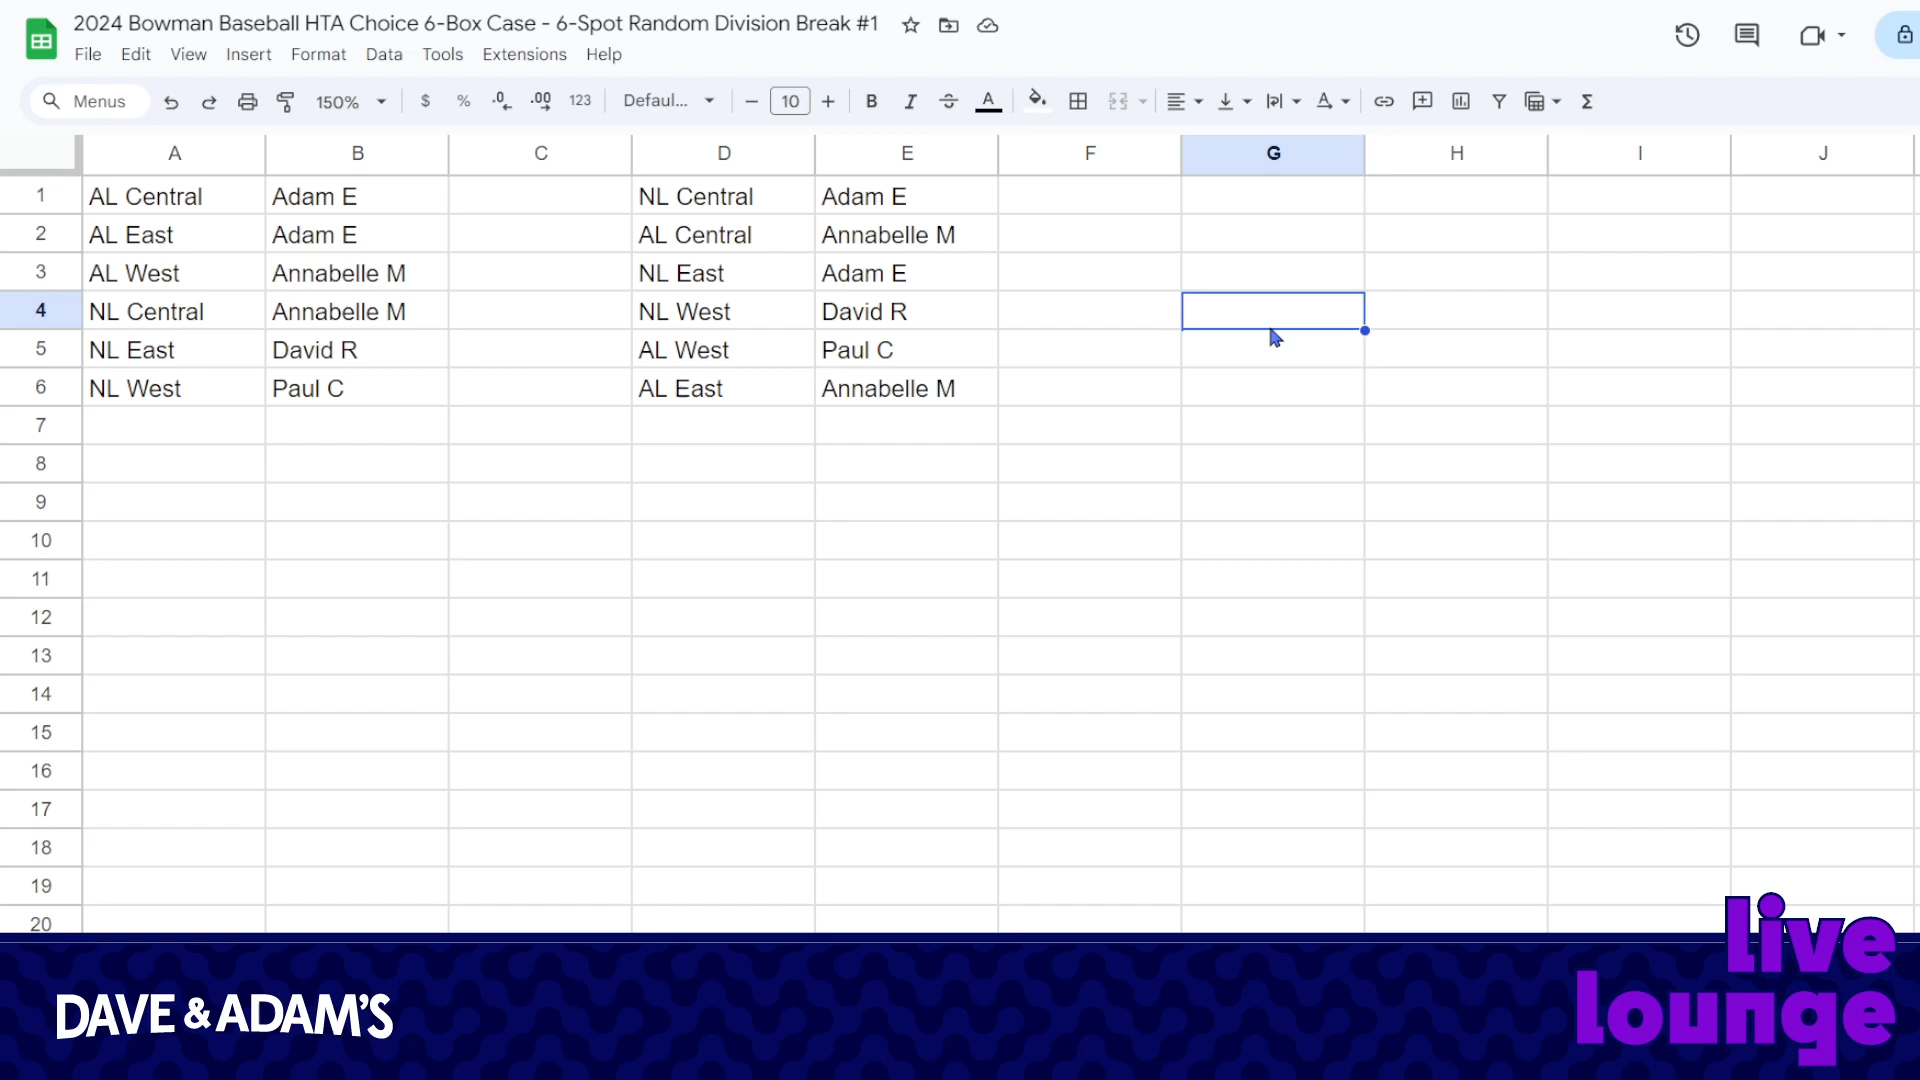 2024 Bowman Baseball HTA Choice 6-Box Case - 6-Spot Random Division Break #1
File Edit View Insert Format Data Tools Extensions Help
Menus 150% $ % .0 .00 123 Defaul... 10 B I S A A Σ
A B C D E F G H I J
1 AL Central Adam E NL Central Adam E
2 AL East Adam E AL Central Annabelle M
3 AL West Annabelle M NL East Adam E
4 NL Central Annabelle M NL West David R
5 NL East David R AL West Paul C
6 NL West Paul C AL East Annabelle M
7
8
9
10
11
12
13
14
15
16
17
18
19
20
DAVE & ADAM'S
live
lounge